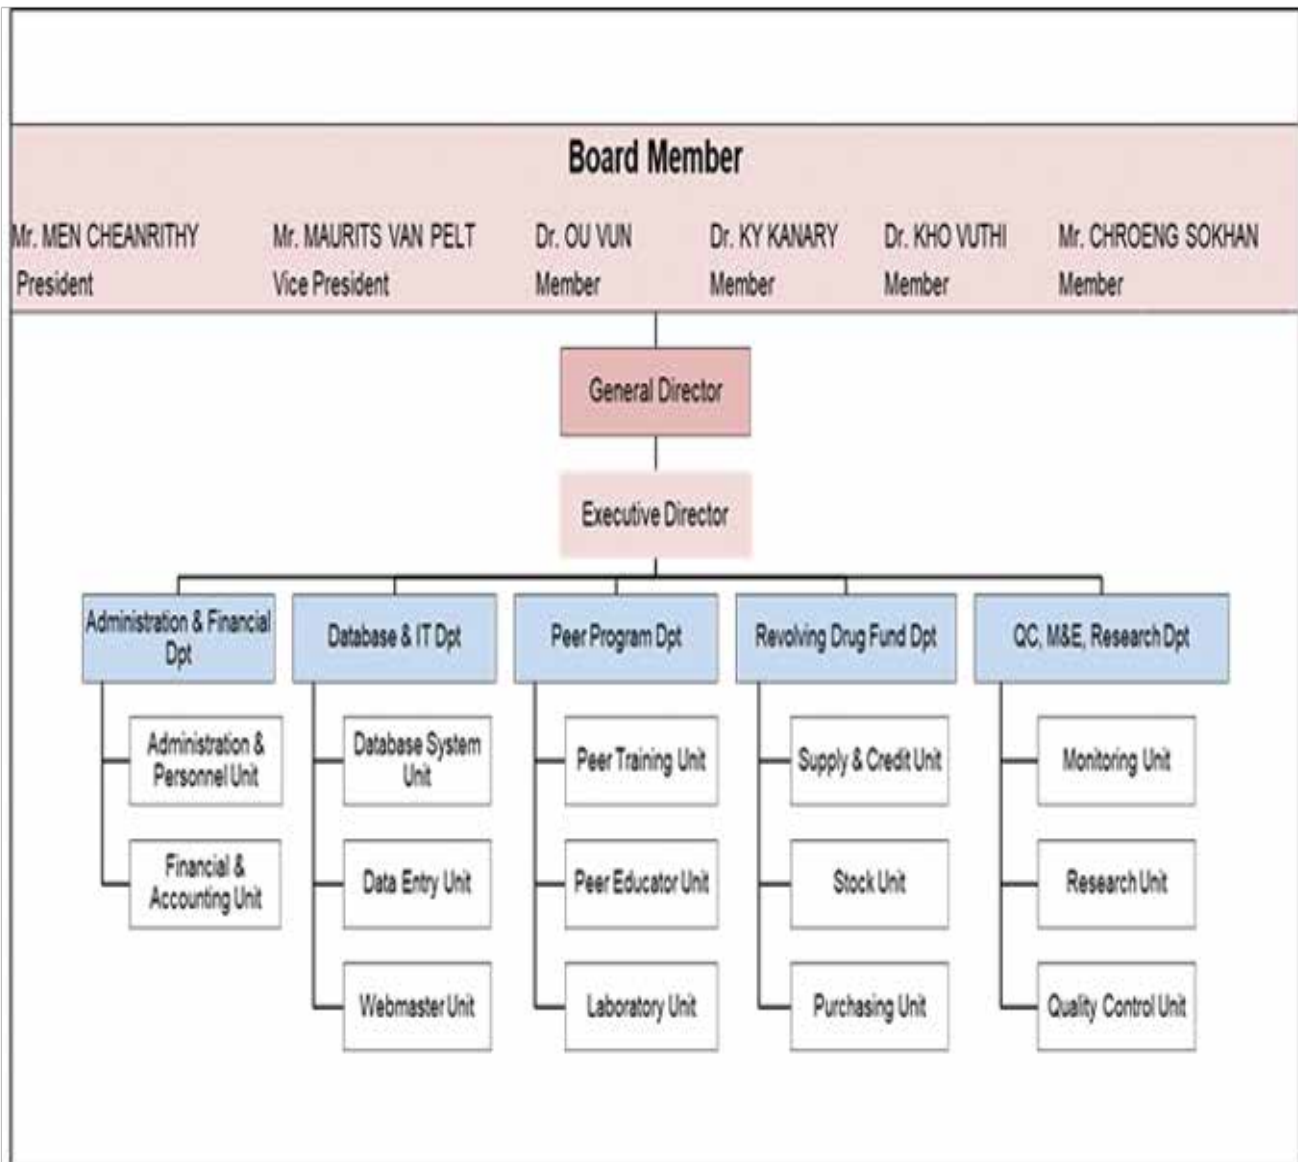 Board Member
Mr. MEN CHEANRITHY
President
Mr. MAURITS VAN PELT
Vice President
Dr. OU VUN
Member
Dr. KY KANARY
Member
Dr. KHO VUTHI
Member
Mr. CHROENG SOKHAN
Member
General Director
Executive Director
Administration & Financial
Dpt
Administration &
Personnel Unit
Financial &
Accounting Unit
Database & IT Dpt
Database System
Unit
Data Entry Unit
Webmaster Unit
Peer Program Dpt
Peer Training Unit
Peer Educator Unit
Laboratory Unit
Revolving Drug Fund Dpt
Supply & Credit Unit
Stock Unit
Purchasing Unit
QC, M&E, Research Dpt
Monitoring Unit
Research Unit
Quality Control Unit